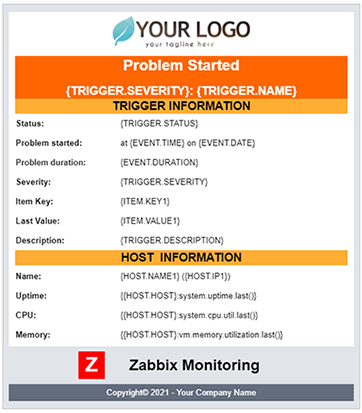 YOUR LOGO
your tagline here
Problem Started
{TRIGGER.SEVERITY}: {TRIGGER.NAME}
TRIGGER INFORMATION
Status: {TRIGGER.STATUS}
Problem started: at {EVENT.TIME} on {EVENT.DATE}
Problem duration: {EVENT.DURATION}
Severity: {TRIGGER.SEVERITY}
Item Key: {ITEM.KEY1}
Last Value: {ITEM.VALUE1}
Description: {TRIGGER.DESCRIPTION}
HOST INFORMATION
Name: {HOST.NAME1} ({HOST.IP1})
Uptime: {{HOST.HOST}:system.uptime.last()}
CPU: {{HOST.HOST}:system.cpu.util.last()}
Memory: {{HOST.HOST}:vm.memory.utilization.last()}
Z Zabbix Monitoring
Copyright© 2021 - Your Company Name